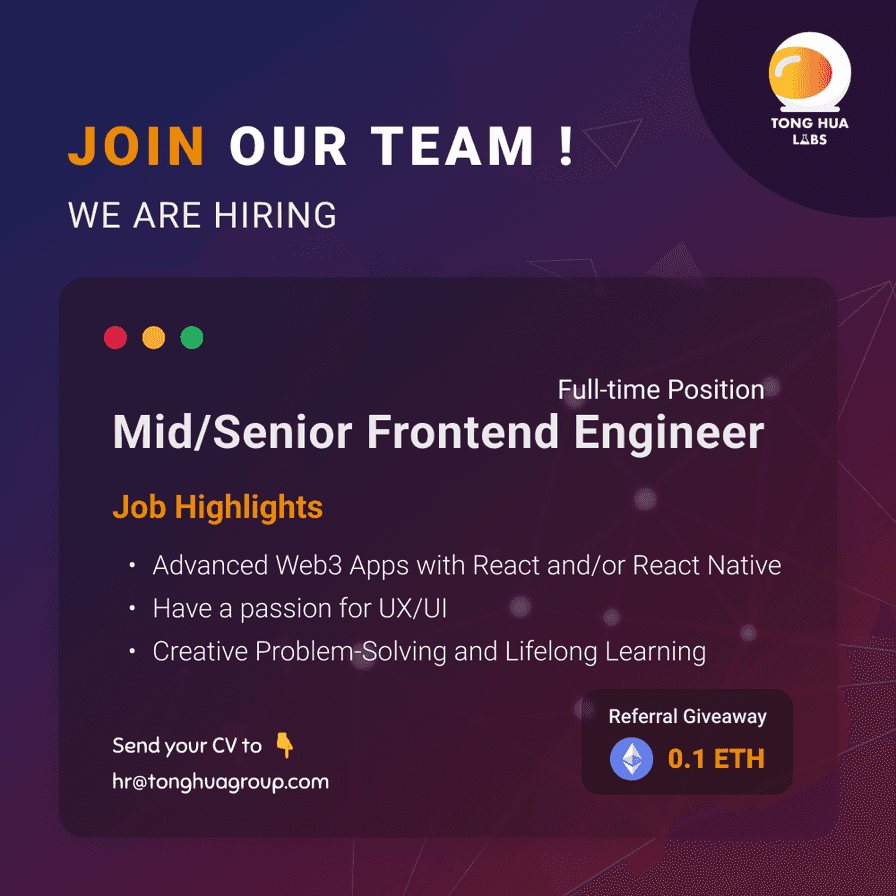 TONG HUA
LABS
JOIN OUR TEAM !
WE ARE HIRING
Full-time Position
Mid/Senior Frontend Engineer
Job Highlights
• Advanced Web3 Apps with React and/or React Native
• Have a passion for UX/UI
• Creative Problem-Solving and Lifelong Learning
Send your CV to 👇
hr@tonghuagroup.com
Referral Giveaway
0.1 ETH